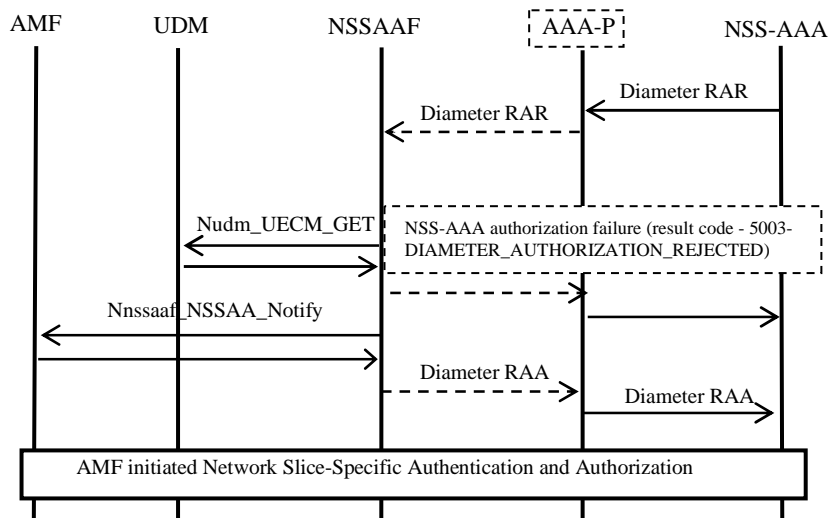 AMF UDM NSSAAF AAA-P NSS-AAA
Diameter RAR
Diameter RAR
Nudm_UECM_GET
NSS-AAA authorization failure (result code - 5003-
DIAMETER_AUTHORIZATION_REJECTED)
Nnssaaf_NSSAA_Notify
Diameter RAA
Diameter RAA
AMF initiated Network Slice-Specific Authentication and Authorization